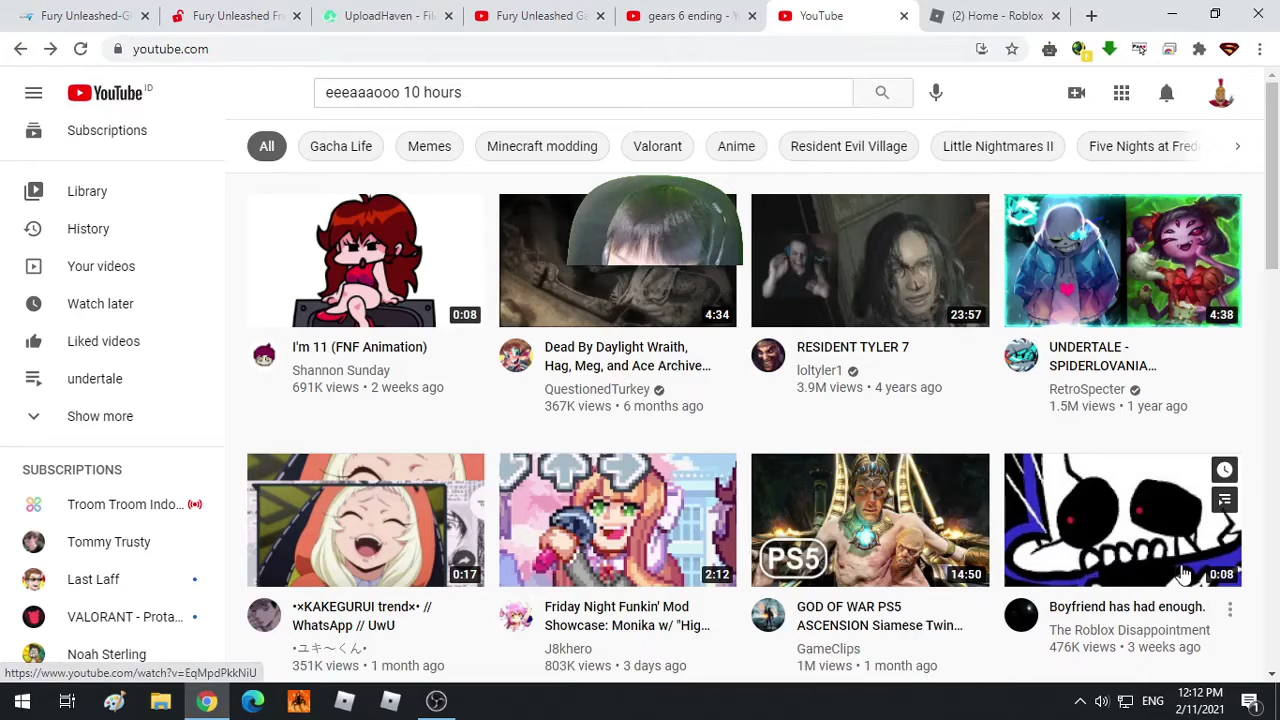 Fury Unleashed-G
Fury Unleashed Fr
UploadHaven - File
Fury Unleashed Ga
gears 6 ending - Y
YouTube
(2) Home - Roblox
youtube.com
YouTube ID
eeeaaaooo 10 hours
Subscriptions
All
Gacha Life
Memes
Minecraft modding
Valorant
Anime
Resident Evil Village
Little Nightmares II
Five Nights at Fred
Library
History
Your videos
Watch later
Liked videos
undertale
Show more
SUBSCRIPTIONS
Troom Troom Indo...
Tommy Trusty
Last Laff
VALORANT - Prota...
Noah Sterling
0:08
4:34
23:57
4:38
I'm 11 (FNF Animation)
Shannon Sunday
691K views • 2 weeks ago
Dead By Daylight Wraith,
Hag, Meg, and Ace Archive...
QuestionedTurkey
367K views • 6 months ago
RESIDENT TYLER 7
loltyler1
3.9M views • 4 years ago
UNDERTALE -
SPIDERLOVANIA...
RetroSpecter
1.5M views • 1 year ago
0:17
2:12
PS5
14:50
0:08
•×KAKEGURUI trend×• //
WhatsApp // UwU
•ユキ〜くん•
351K views • 1 month ago
Friday Night Funkin' Mod
Showcase: Monika w/ "Hig...
J8khero
803K views • 3 days ago
GOD OF WAR PS5
ASCENSION Siamese Twin...
GameClips
1M views • 1 month ago
Boyfriend has had enough.
The Roblox Disappointment
476K views • 3 weeks ago
https://www.youtube.com/watch?v=EqMpdPkkNiU
ENG
12:12 PM
2/11/2021
1